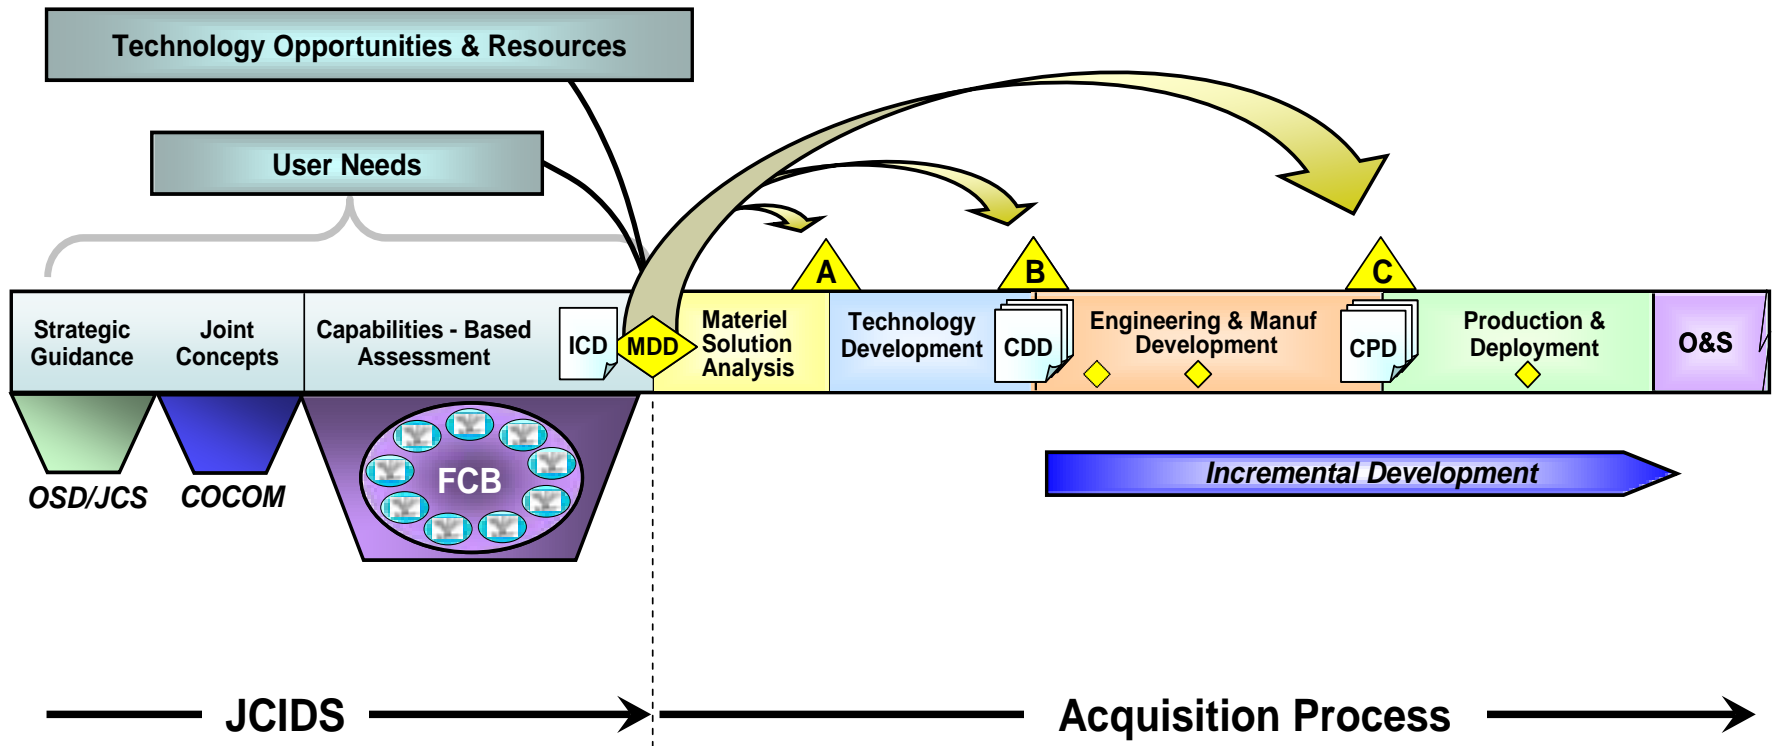 Technology Opportunities & Resources
User Needs
A
B
C
Strategic
Guidance
Joint
Concepts
Capabilities - Based
Assessment
ICD
MDD
Materiel
Solution
Analysis
Technology
Development
CDD
Engineering & Manuf
Development
CPD
Production &
Deployment
O&S
OSD/JCS
COCOM
FCB
Incremental Development
JCIDS
Acquisition Process